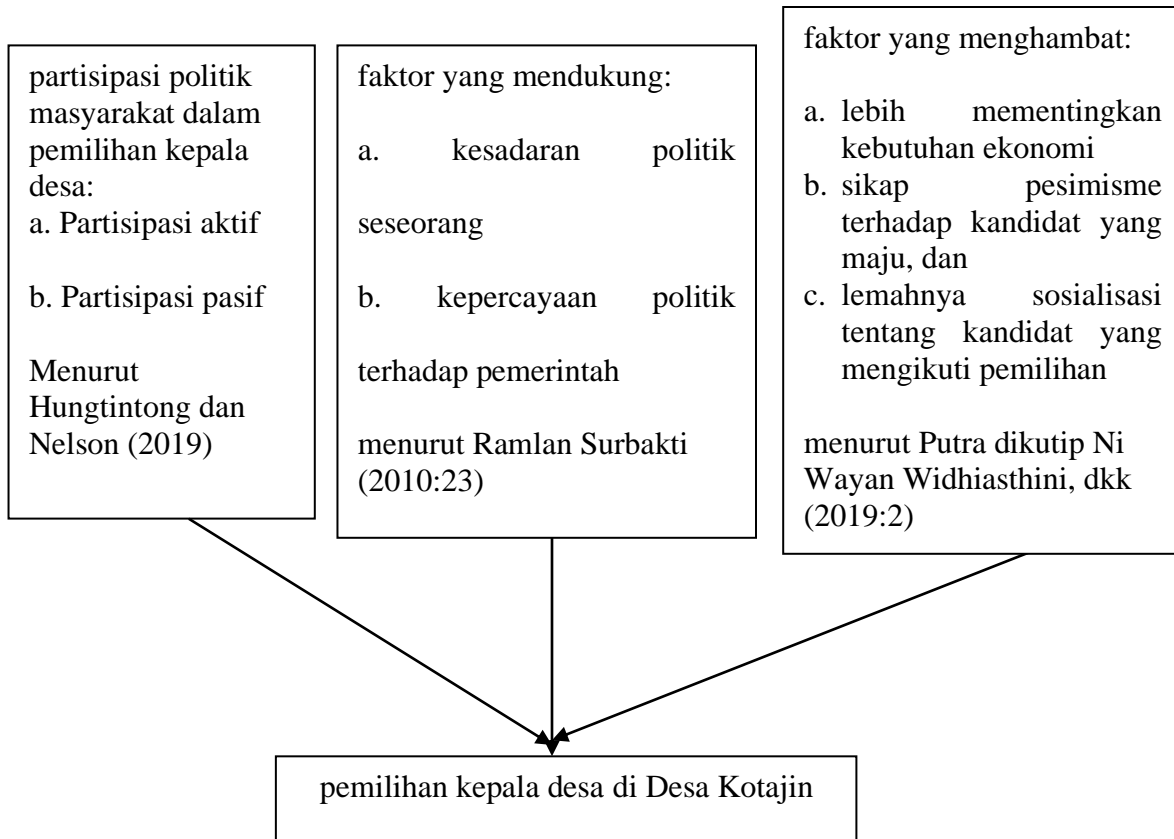 partisipasi politik
masyarakat dalam
pemilihan kepala
desa:
a. Partisipasi aktif
b. Partisipasi pasif
Menurut
Hungtintong dan
Nelson (2019)
faktor yang mendukung:
a. kesadaran politik
seseorang
b. kepercayaan politik
terhadap pemerintah
menurut Ramlan Surbakti
(2010:23)
faktor yang menghambat:
a. lebih mementingkan
kebutuhan ekonomi
b. sikap pesimisme
terhadap kandidat yang
maju, dan
c. lemahnya sosialisasi
tentang kandidat yang
mengikuti pemilihan
menurut Putra dikutip Ni
Wayan Widhiasthini, dkk
(2019:2)
pemilihan kepala desa di Desa Kotajin